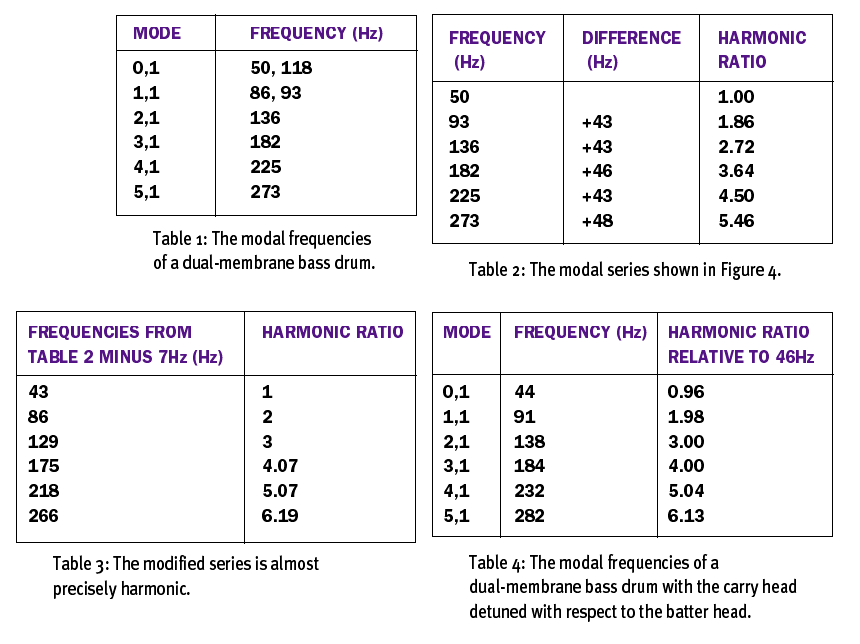 MODE FREQUENCY (Hz)
0,1 50, 118
1,1 86, 93
2,1 136
3,1 182
4,1 225
5,1 273
Table 1: The modal frequencies
of a dual-membrane bass drum.
FREQUENCY DIFFERENCE HARMONIC
(Hz) (Hz) RATIO
50 1.00
93 +43 1.86
136 +43 2.72
182 +46 3.64
225 +43 4.50
273 +48 5.46
Table 2: The modal series shown in Figure 4.
FREQUENCIES FROM HARMONIC RATIO
TABLE 2 MINUS 7Hz (Hz)
43 1
86 2
129 3
175 4.07
218 5.07
266 6.19
Table 3: The modified series is almost
precisely harmonic.
MODE FREQUENCY (Hz) HARMONIC RATIO
RELATIVE TO 46Hz
0,1 44 0.96
1,1 91 1.98
2,1 138 3.00
3,1 184 4.00
4,1 232 5.04
5,1 282 6.13
Table 4: The modal frequencies of a
dual-membrane bass drum with the carry head
detuned with respect to the batter head.